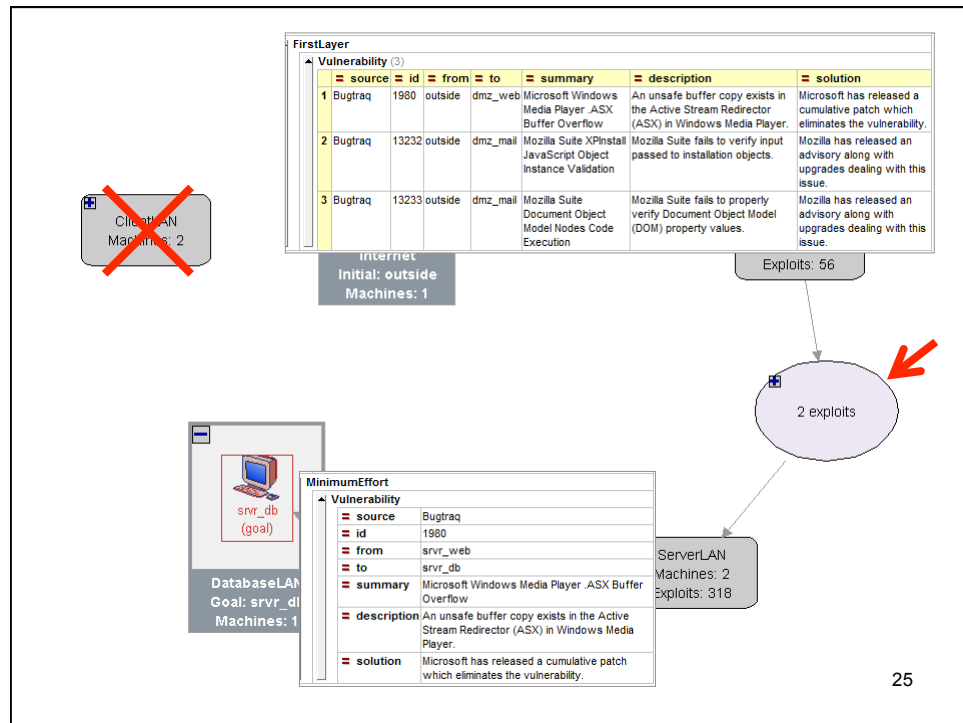 FirstLayer
Vulnerability (3)
= source = id = from = to = summary = description = solution
1 Bugtraq 1980 outside dmz_web Microsoft Windows Media Player .ASX Buffer Overflow An unsafe buffer copy exists in the Active Stream Redirector (ASX) in Windows Media Player. Microsoft has released a cumulative patch which eliminates the vulnerability.
2 Bugtraq 13232 outside dmz_mail Mozilla Suite XPInstall JavaScript Object Instance Validation Mozilla Suite fails to verify input passed to installation objects. Mozilla has released an advisory along with upgrades dealing with this issue.
3 Bugtraq 13233 outside dmz_mail Mozilla Suite Document Object Model Nodes Code Execution Mozilla Suite fails to properly verify Document Object Model (DOM) property values. Mozilla has released an advisory along with upgrades dealing with this issue.
ClientLAN
Machines: 2
Internet
Initial: outside
Machines: 1
Exploits: 56
2 exploits
srvr_db
(goal)
DatabaseLAN
Goal: srvr_db
Machines: 1
MinimumEffort
Vulnerability
= source Bugtraq
= id 1980
= from srvr_web
= to srvr_db
= summary Microsoft Windows Media Player .ASX Buffer
Overflow
= description An unsafe buffer copy exists in the Active
Stream Redirector (ASX) in Windows Media
Player.
= solution Microsoft has released a cumulative patch
which eliminates the vulnerability.
ServerLAN
Machines: 2
Exploits: 318
25